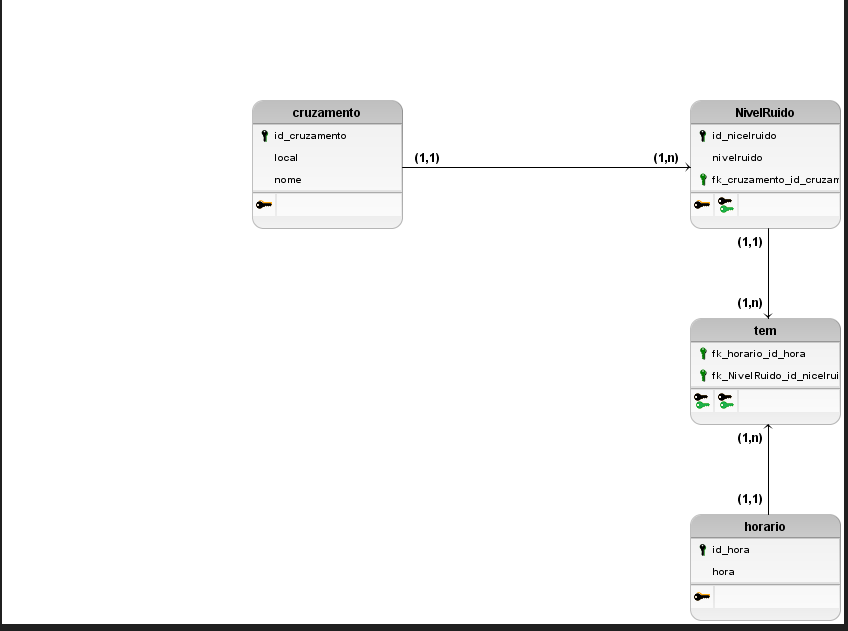 cruzamento
id_cruzamento
local
nome
(1,1)
(1,n)
NivelRuido
id_nicelruido
nivelruido
fk_cruzamento_id_cruzam
(1,1)
(1,n)
tem
fk_horario_id_hora
fk_NivelRuido_id_nicelrui
(1,n)
(1,1)
horario
id_hora
hora